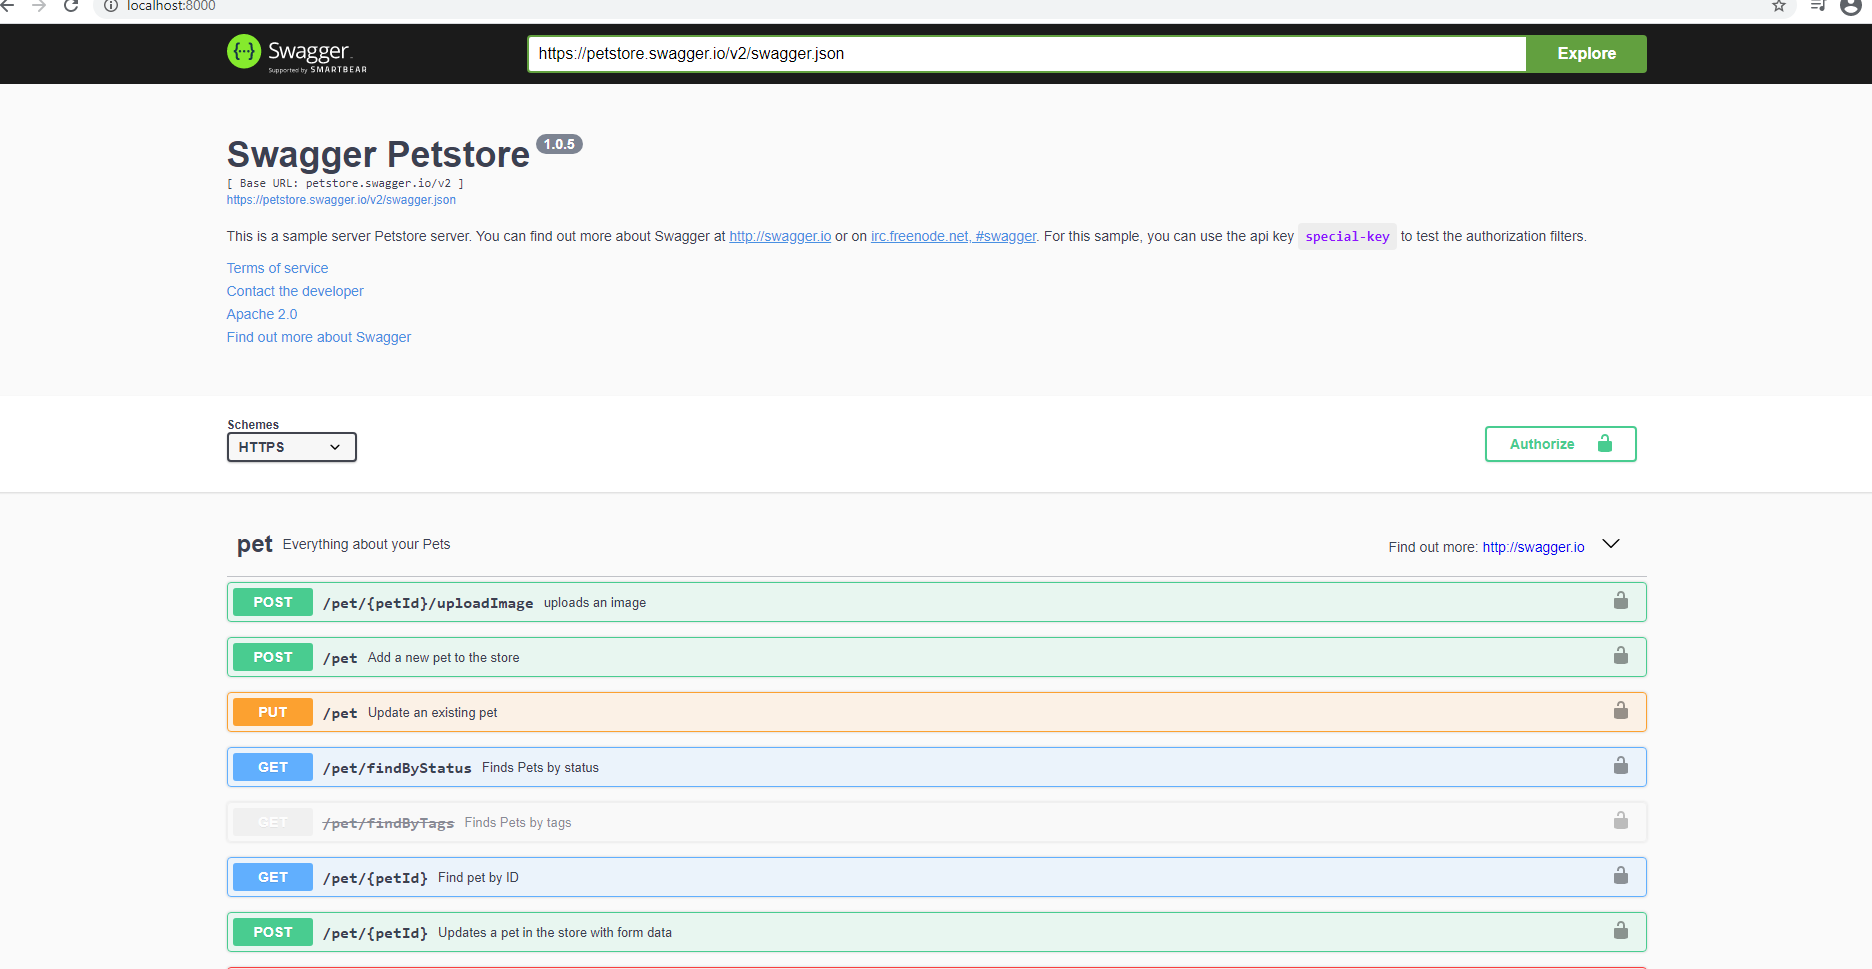 localhost:8000
Swagger
Supported by SMARTBEAR
https://petstore.swagger.io/v2/swagger.json
Explore
Swagger Petstore 1.0.5
[ Base URL: petstore.swagger.io/v2 ]
https://petstore.swagger.io/v2/swagger.json
This is a sample server Petstore server. You can find out more about Swagger at http://swagger.io or on irc.freenode.net, #swagger. For this sample, you can use the api key special-key to test the authorization filters.
Terms of service
Contact the developer
Apache 2.0
Find out more about Swagger
Schemes
HTTPS
Authorize
pet Everything about your Pets
Find out more: http://swagger.io
POST /pet/{petId}/uploadImage uploads an image
POST /pet Add a new pet to the store
PUT /pet Update an existing pet
GET /pet/findByStatus Finds Pets by status
GET /pet/findByTags Finds Pets by tags
GET /pet/{petId} Find pet by ID
POST /pet/{petId} Updates a pet in the store with form data